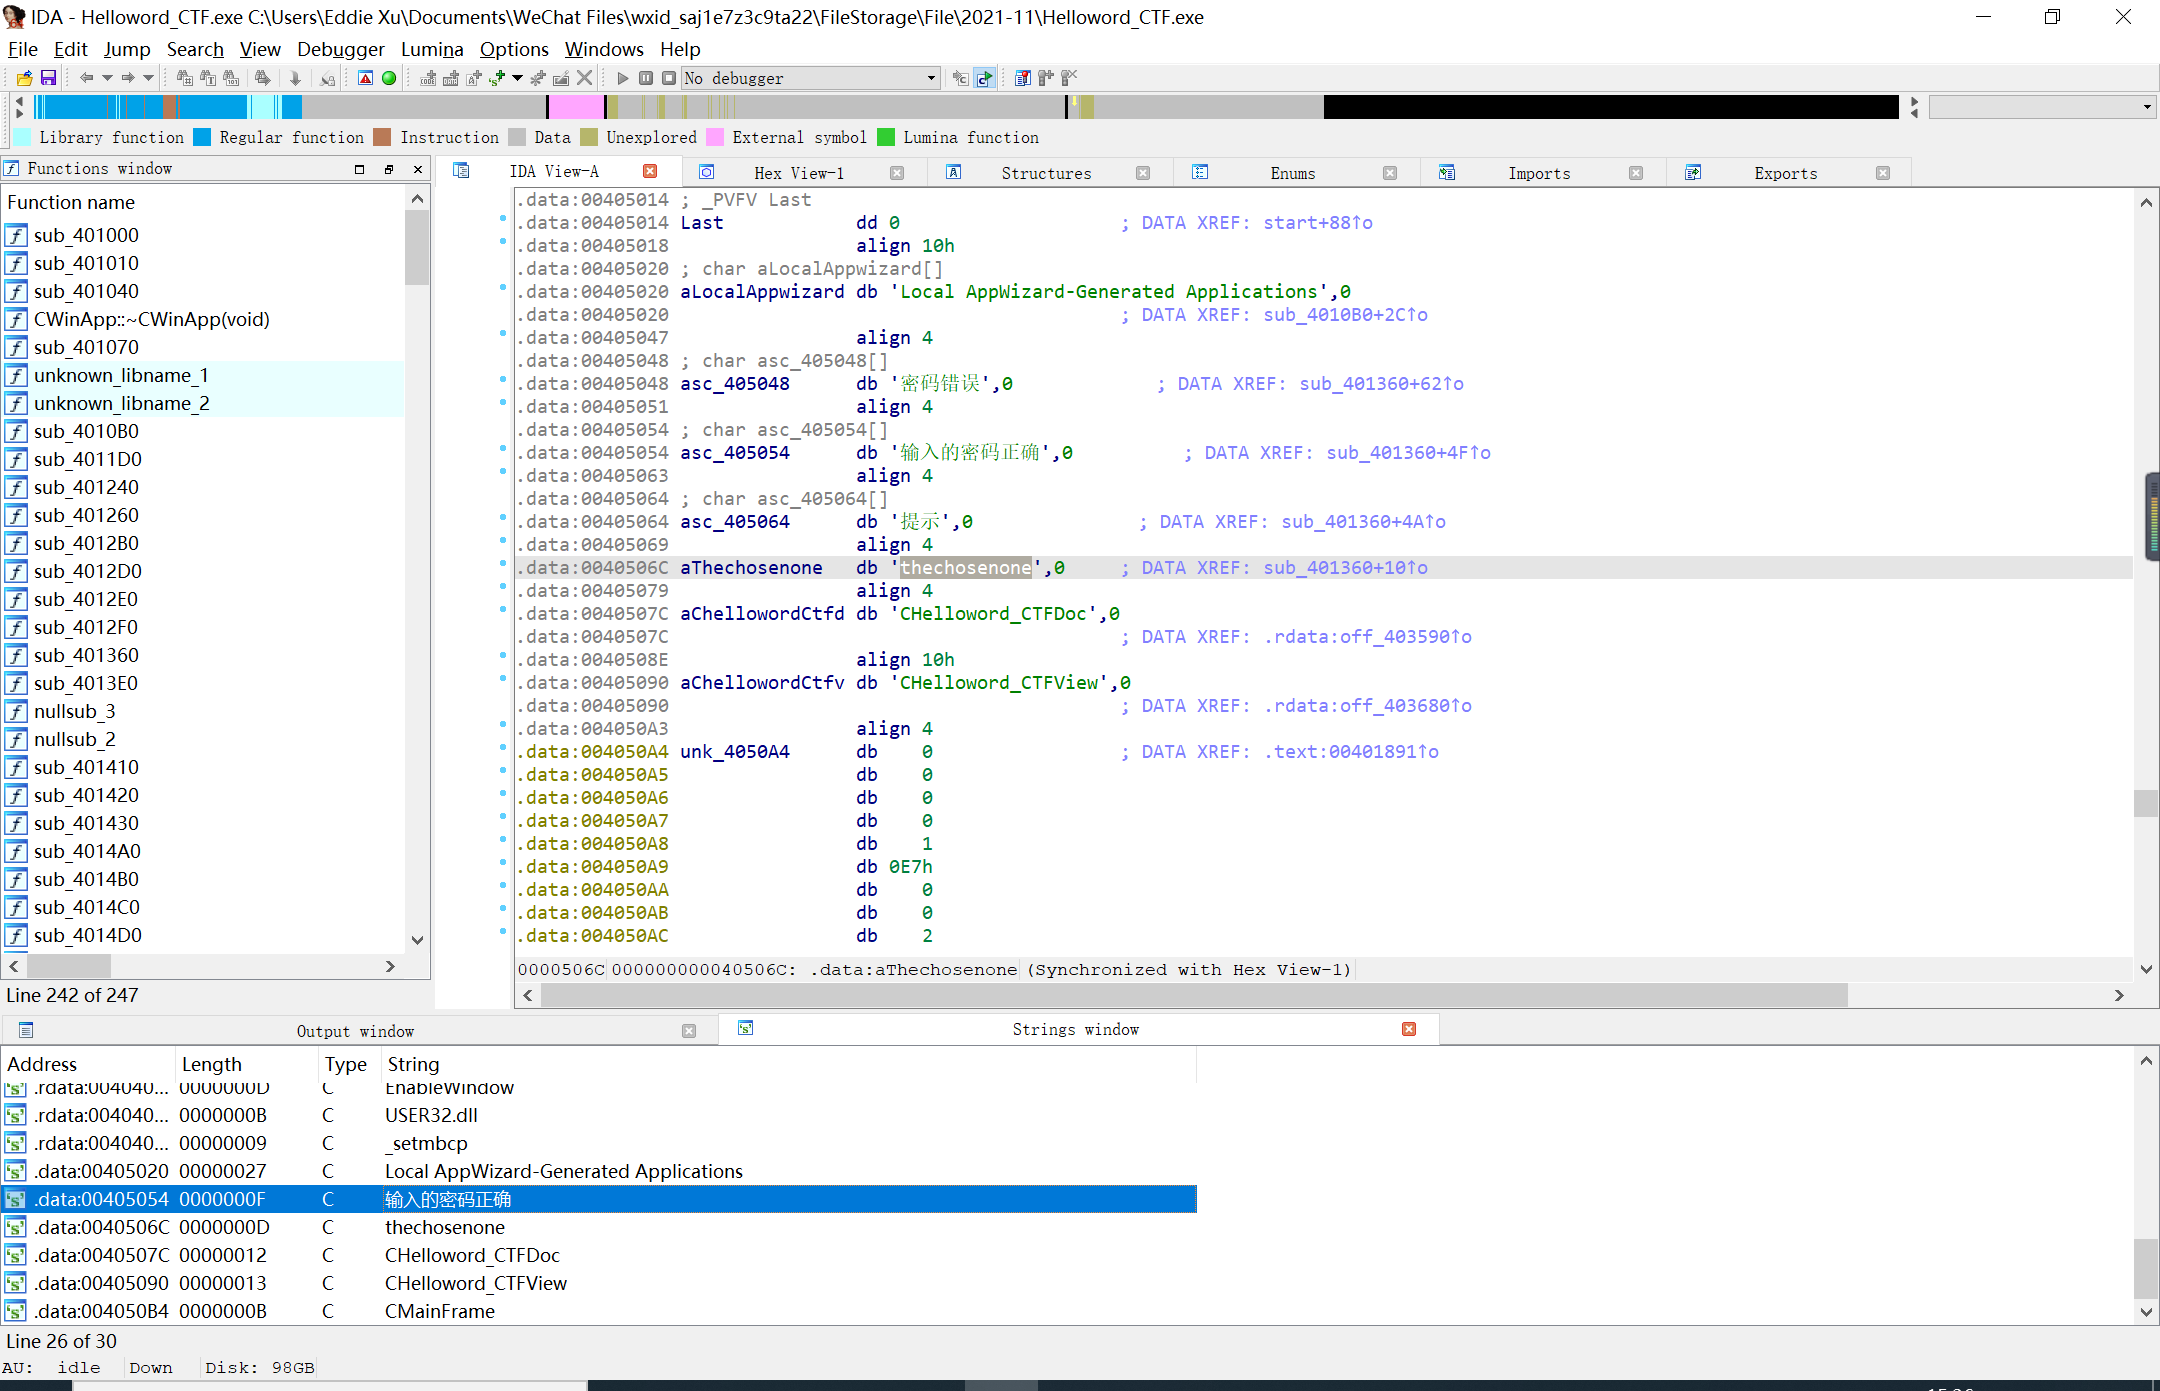 IDA - Helloword_CTF.exe C:\Users\Eddie Xu\Documents\WeChat Files\wxid_saj1e7z3c9ta22\FileStorage\File\2021-11\Helloword_CTF.exe
File Edit Jump Search View Debugger Lumina Options Windows Help
No debugger
Library function Regular function Instruction Data Unexplored External symbol Lumina function
Functions window
Function name
sub_401000
sub_401010
sub_401040
CWinApp::~CWinApp(void)
sub_401070
unknown_libname_1
unknown_libname_2
sub_4010B0
sub_4011D0
sub_401240
sub_401260
sub_4012B0
sub_4012D0
sub_4012E0
sub_4012F0
sub_401360
sub_4013E0
nullsub_3
nullsub_2
sub_401410
sub_401420
sub_401430
sub_4014A0
sub_4014B0
sub_4014C0
sub_4014D0
Line 242 of 247
IDA View-A Hex View-1 Structures Enums Imports Exports
.data:00405014 ; _PVFV Last
.data:00405014 Last dd 0 ; DATA XREF: start+88↑o
.data:00405018 align 10h
.data:00405020 ; char aLocalAppwizard[]
.data:00405020 aLocalAppwizard db 'Local AppWizard-Generated Applications',0
.data:00405020 ; DATA XREF: sub_4010B0+2C↑o
.data:00405047 align 4
.data:00405048 ; char asc_405048[]
.data:00405048 asc_405048 db '密码错误',0 ; DATA XREF: sub_401360+62↑o
.data:00405051 align 4
.data:00405054 ; char asc_405054[]
.data:00405054 asc_405054 db '输入的密码正确',0 ; DATA XREF: sub_401360+4F↑o
.data:00405063 align 4
.data:00405064 ; char asc_405064[]
.data:00405064 asc_405064 db '提示',0 ; DATA XREF: sub_401360+4A↑o
.data:00405069 align 4
.data:0040506C aThechosenone db 'thechosenone',0 ; DATA XREF: sub_401360+10↑o
.data:00405079 align 4
.data:0040507C aChellowordCtfd db 'CHelloword_CTFDoc',0
.data:0040507C ; DATA XREF: .rdata:off_403590↑o
.data:0040508E align 10h
.data:00405090 aChellowordCtfv db 'CHelloword_CTFView',0
.data:00405090 ; DATA XREF: .rdata:off_403680↑o
.data:004050A3 align 4
.data:004050A4 unk_4050A4 db 0 ; DATA XREF: .text:00401891↑o
.data:004050A5 db 0
.data:004050A6 db 0
.data:004050A7 db 0
.data:004050A8 db 1
.data:004050A9 db 0E7h
.data:004050AA db 0
.data:004050AB db 0
.data:004050AC db 2
0000506C 000000000040506C: .data:aThechosenone (Synchronized with Hex View-1)
Output window Strings window
Address Length Type String
.rdata:004040... 0000000D C EnableWindow
.rdata:004040... 0000000B C USER32.dll
.rdata:004040... 00000009 C _setmbcp
.data:00405020 00000027 C Local AppWizard-Generated Applications
.data:00405054 0000000F C 输入的密码正确
.data:0040506C 0000000D C thechosenone
.data:0040507C 00000012 C CHelloword_CTFDoc
.data:00405090 00000013 C CHelloword_CTFView
.data:004050B4 0000000B C CMainFrame
Line 26 of 30
AU: idle Down Disk: 98GB